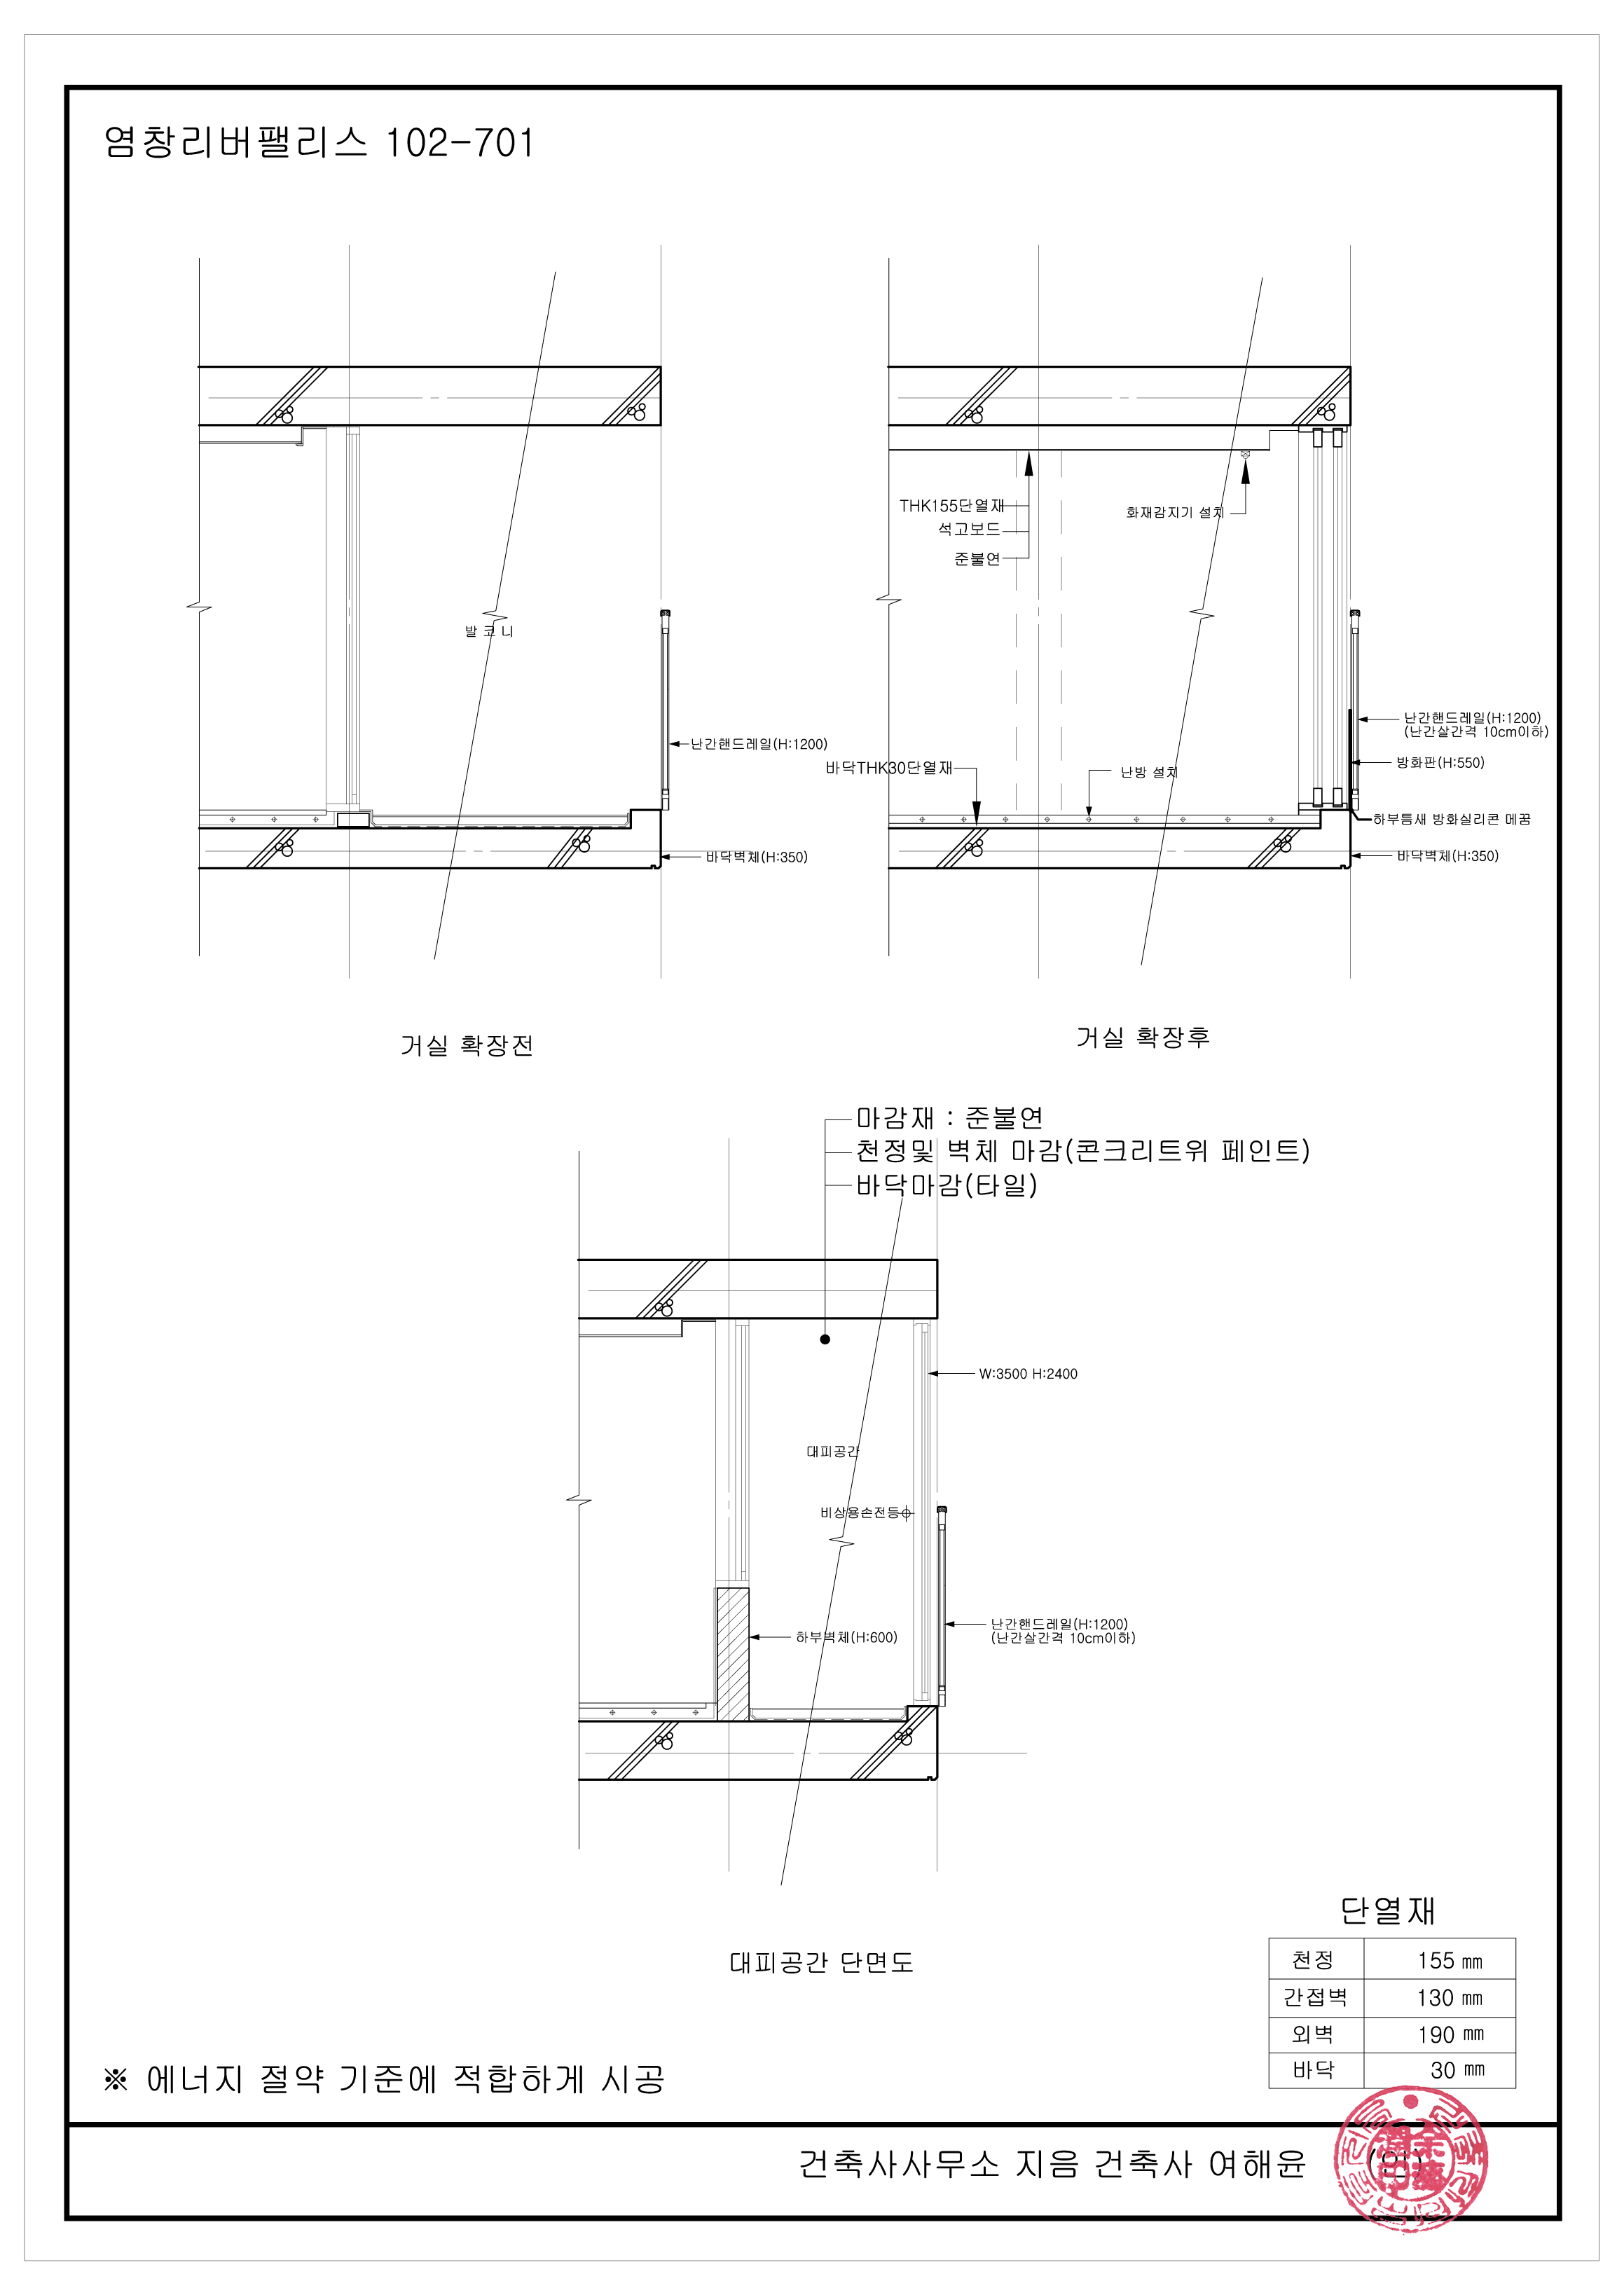 염창리버팰리스 102-701
발 코 니
난간핸드레일(H:1200)
바닥벽체(H:350)
거실 확장전
THK155단열재
석고보드
준불연
화재감지기 설치
바닥THK30단열재
난방 설치
난간핸드레일(H:1200)
(난간살간격 10cm이하)
방화판(H:550)
하부틈새 방화실리콘 메꿈
바닥벽체(H:350)
거실 확장후
마감재 : 준불연
천정및 벽체 마감(콘크리트위 페인트)
바닥마감(타일)
W:3500 H:2400
대피공간
비상용손전등
하부벽체(H:600)
난간핸드레일(H:1200)
(난간살간격 10cm이하)
대피공간 단면도
단열재
천정 155 ㎜
간접벽 130 ㎜
외벽 190 ㎜
바닥 30 ㎜
※ 에너지 절약 기준에 적합하게 시공
건축사사무소 지음 건축사 여해윤 (인)